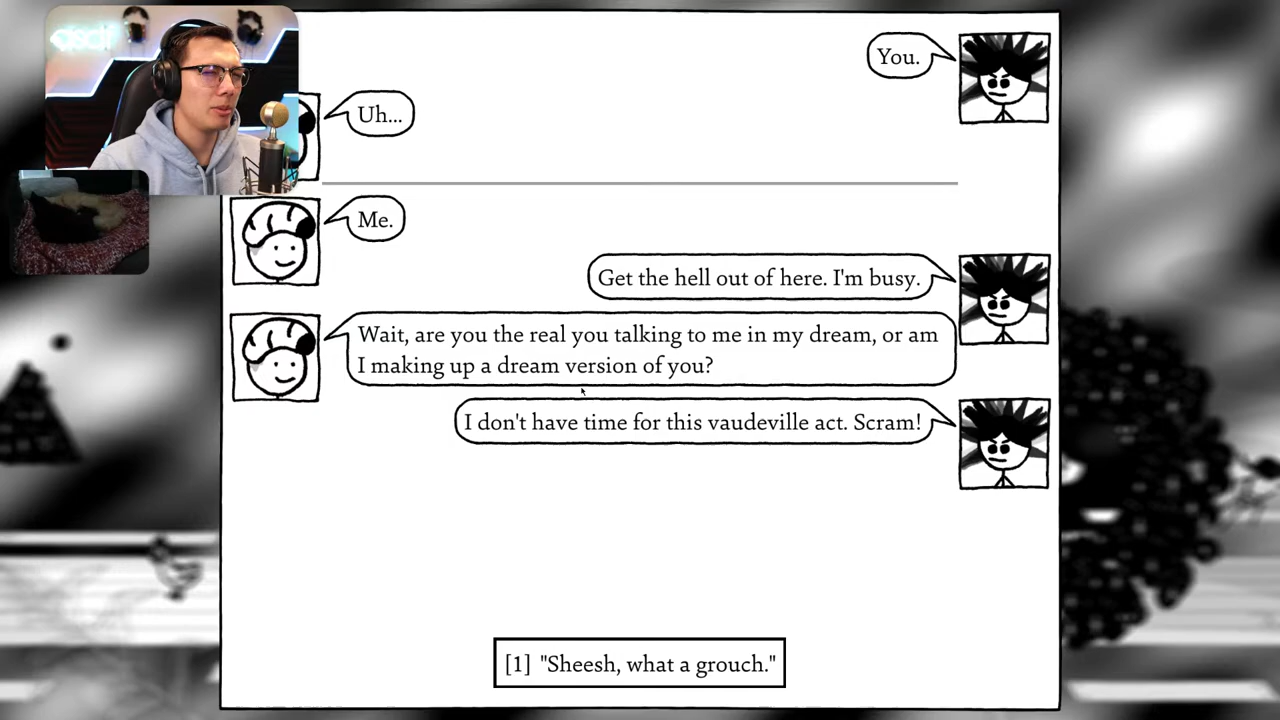 You.
Uh...
Me.
Get the hell out of here. I'm busy.
Wait, are you the real you talking to me in my dream, or am
I making up a dream version of you?
I don't have time for this vaudeville act. Scram!
[1] "Sheesh, what a grouch."